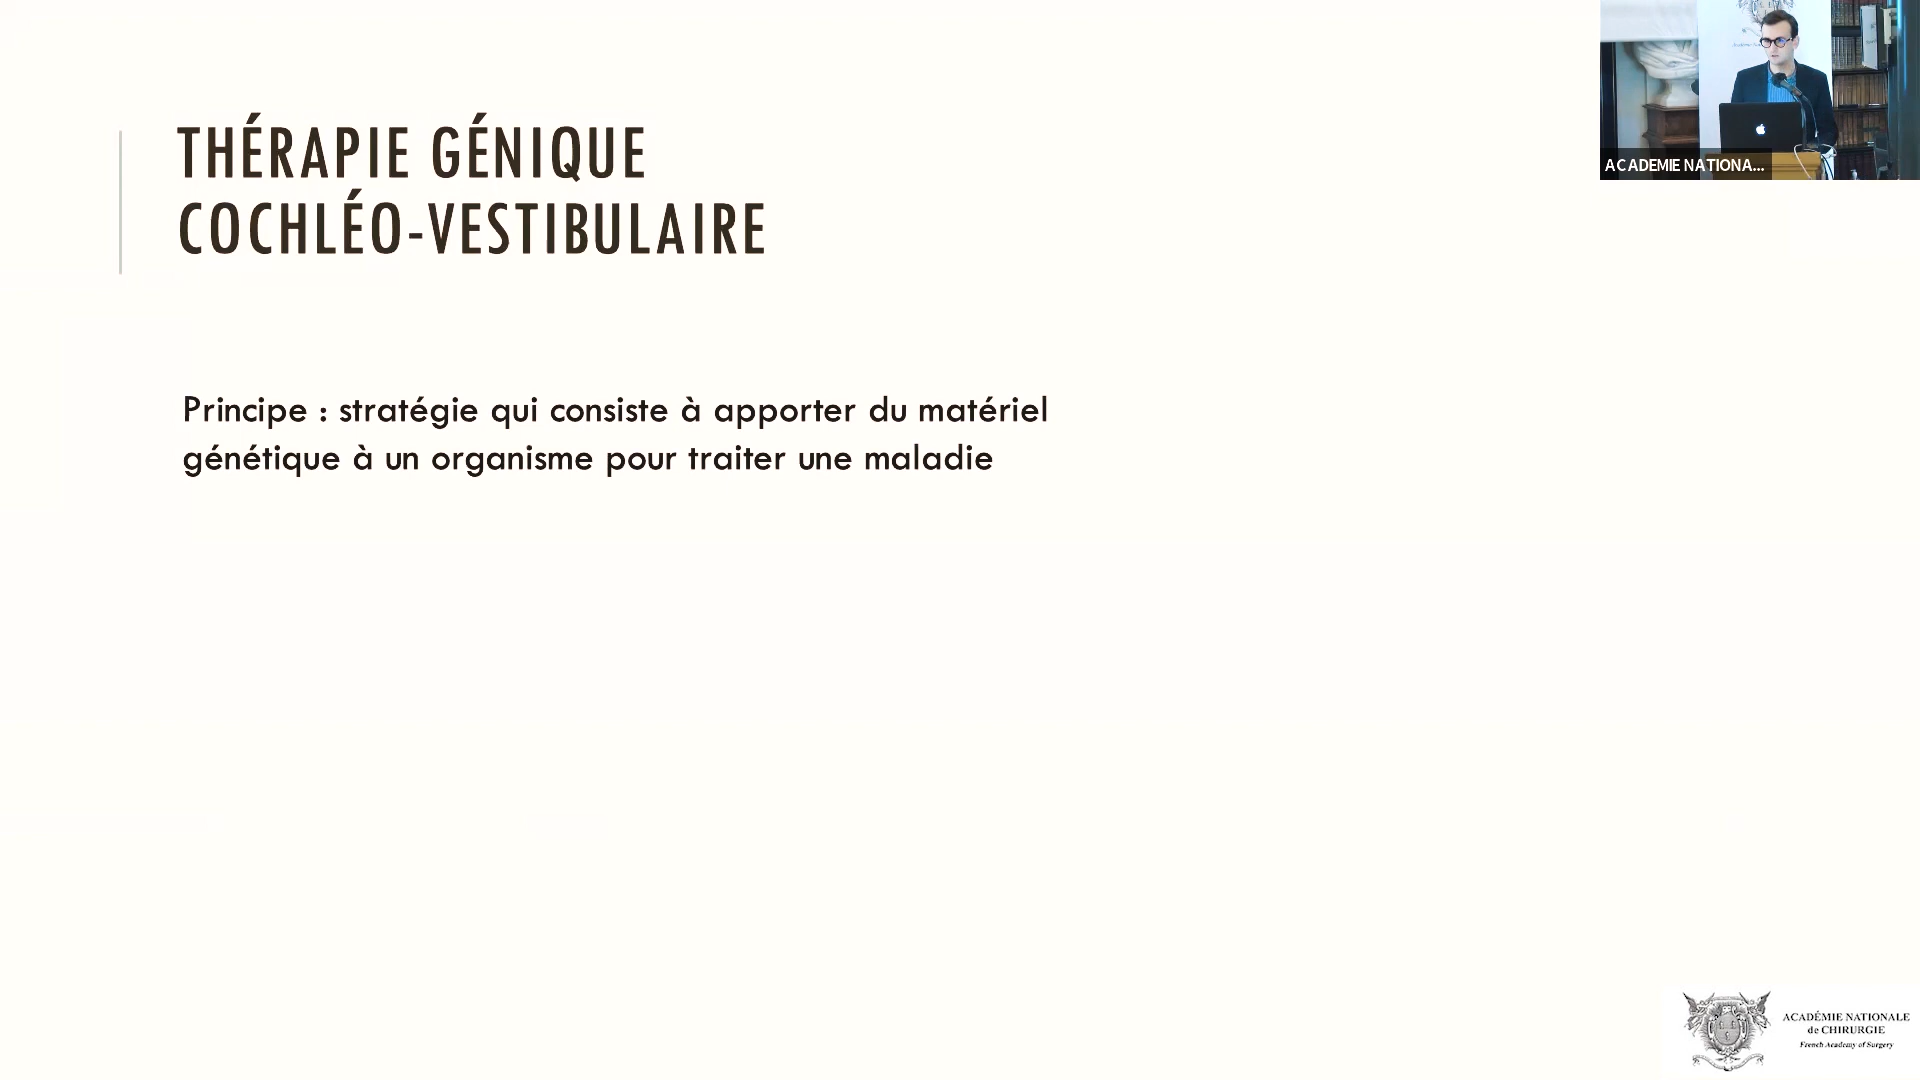 THÉRAPIE GÉNIQUE
COCHLÉO-VESTIBULAIRE
Principe : stratégie qui consiste à apporter du matériel
génétique à un organisme pour traiter une maladie
ACADEMIE NATIONA...
ACADÉMIE NATIONALE
de CHIRURGIE
French Academy of Surgery